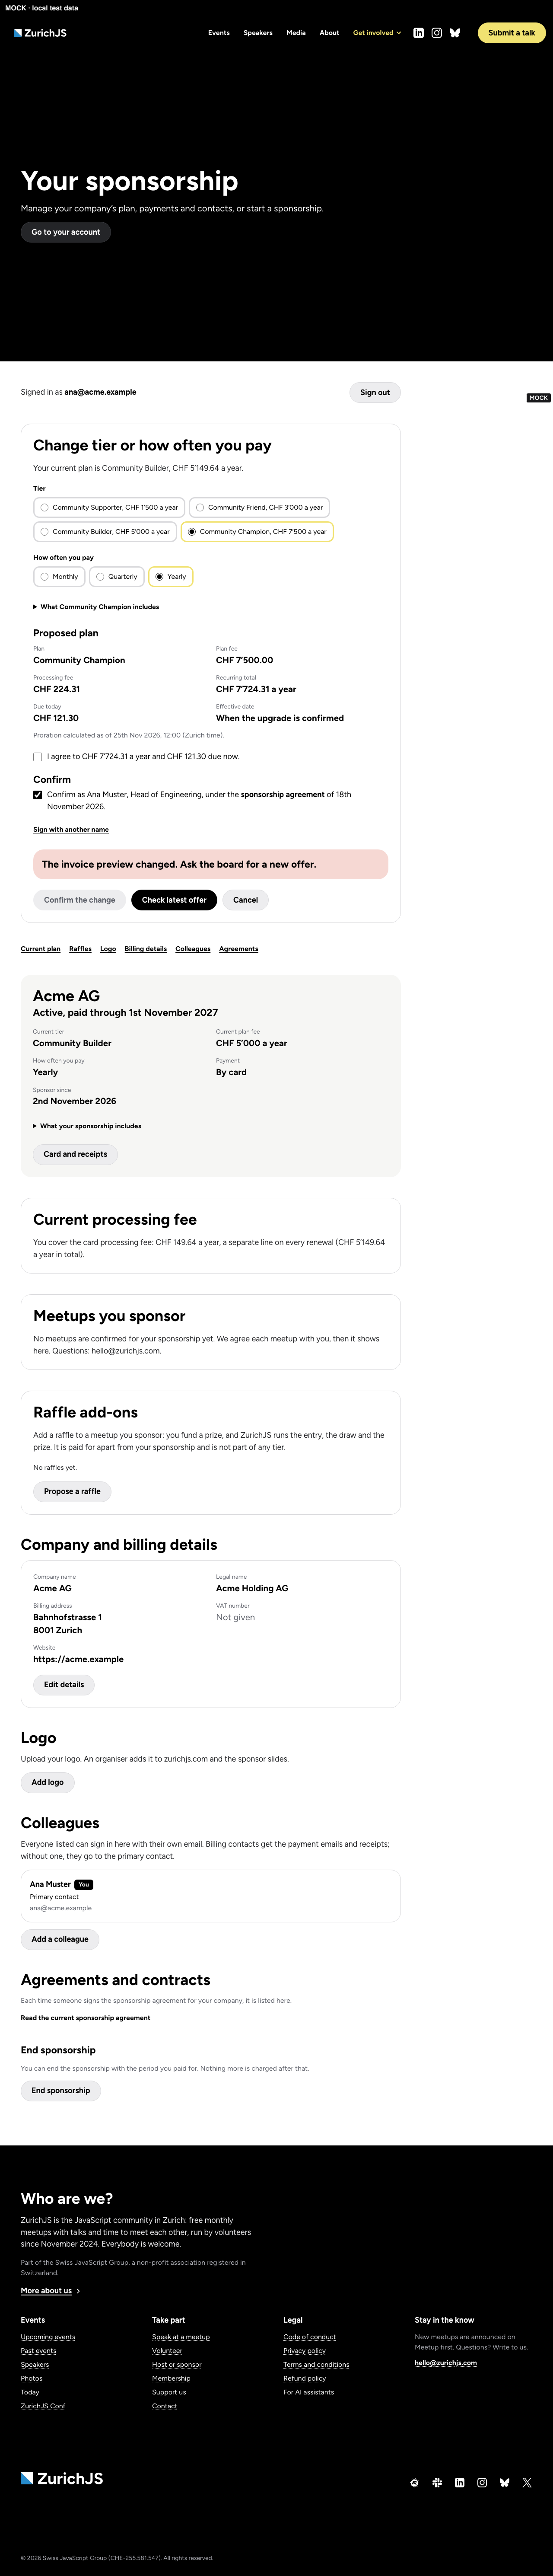 MOCK · local test data
ZurichJS
Events
Speakers
Media
About
Get involved
Submit a talk
Your sponsorship
Manage your company's plan, payments and contacts, or start a sponsorship.
Go to your account
Signed in as ana@acme.example
Sign out
MOCK
Change tier or how often you pay
Your current plan is Community Builder, CHF 5'149.64 a year.
Tier
Community Supporter, CHF 1'500 a year
Community Friend, CHF 3'000 a year
Community Builder, CHF 5'000 a year
Community Champion, CHF 7'500 a year
How often you pay
Monthly
Quarterly
Yearly
What Community Champion includes
Proposed plan
Plan
Community Champion
Plan fee
CHF 7'500.00
Processing fee
CHF 224.31
Recurring total
CHF 7'724.31 a year
Due today
CHF 121.30
Effective date
When the upgrade is confirmed
Proration calculated as of 25th Nov 2026, 12:00 (Zurich time).
I agree to CHF 7'724.31 a year and CHF 121.30 due now.
Confirm
Confirm as Ana Muster, Head of Engineering, under the sponsorship agreement of 18th
November 2026.
Sign with another name
The invoice preview changed. Ask the board for a new offer.
Confirm the change
Check latest offer
Cancel
Current plan
Raffles
Logo
Billing details
Colleagues
Agreements
Acme AG
Active, paid through 1st November 2027
Current tier
Community Builder
Current plan fee
CHF 5'000 a year
How often you pay
Yearly
Payment
By card
Sponsor since
2nd November 2026
What your sponsorship includes
Card and receipts
Current processing fee
You cover the card processing fee: CHF 149.64 a year, a separate line on every renewal (CHF 5'149.64
a year in total).
Meetups you sponsor
No meetups are confirmed for your sponsorship yet. We agree each meetup with you, then it shows
here. Questions: hello@zurichjs.com.
Raffle add-ons
Add a raffle to a meetup you sponsor: you fund a prize, and ZurichJS runs the entry, the draw and the
prize. It is paid for apart from your sponsorship and is not part of any tier.
No raffles yet.
Propose a raffle
Company and billing details
Company name
Acme AG
Legal name
Acme Holding AG
Billing address
Bahnhofstrasse 1
8001 Zurich
VAT number
Not given
Website
https://acme.example
Edit details
Logo
Upload your logo. An organiser adds it to zurichjs.com and the sponsor slides.
Add logo
Colleagues
Everyone listed can sign in here with their own email. Billing contacts get the payment emails and receipts;
without one, they go to the primary contact.
Ana Muster
You
Primary contact
ana@acme.example
Add a colleague
Agreements and contracts
Each time someone signs the sponsorship agreement for your company, it is listed here.
Read the current sponsorship agreement
End sponsorship
You can end the sponsorship with the period you paid for. Nothing more is charged after that.
End sponsorship
Who are we?
ZurichJS is the JavaScript community in Zurich: free monthly
meetups with talks and time to meet each other, run by volunteers
since November 2024. Everybody is welcome.
Part of the Swiss JavaScript Group, a non-profit association registered in
Switzerland.
More about us
Events
Upcoming events
Past events
Speakers
Photos
Today
ZurichJS Conf
Take part
Speak at a meetup
Volunteer
Host or sponsor
Membership
Support us
Contact
Legal
Code of conduct
Privacy policy
Terms and conditions
Refund policy
For AI assistants
Stay in the know
New meetups are announced on
Meetup first. Questions? Write to us.
hello@zurichjs.com
ZurichJS
© 2026 Swiss JavaScript Group (CHE-255.581.547). All rights reserved.